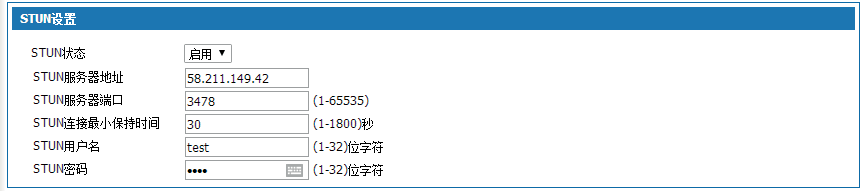 STUN设置
STUN状态 启用
STUN服务器地址 58.211.149.42
STUN服务器端口 3478 (1-65535)
STUN连接最小保持时间 30 (1-1800)秒
STUN用户名 test (1-32)位字符
STUN密码 •••• (1-32)位字符